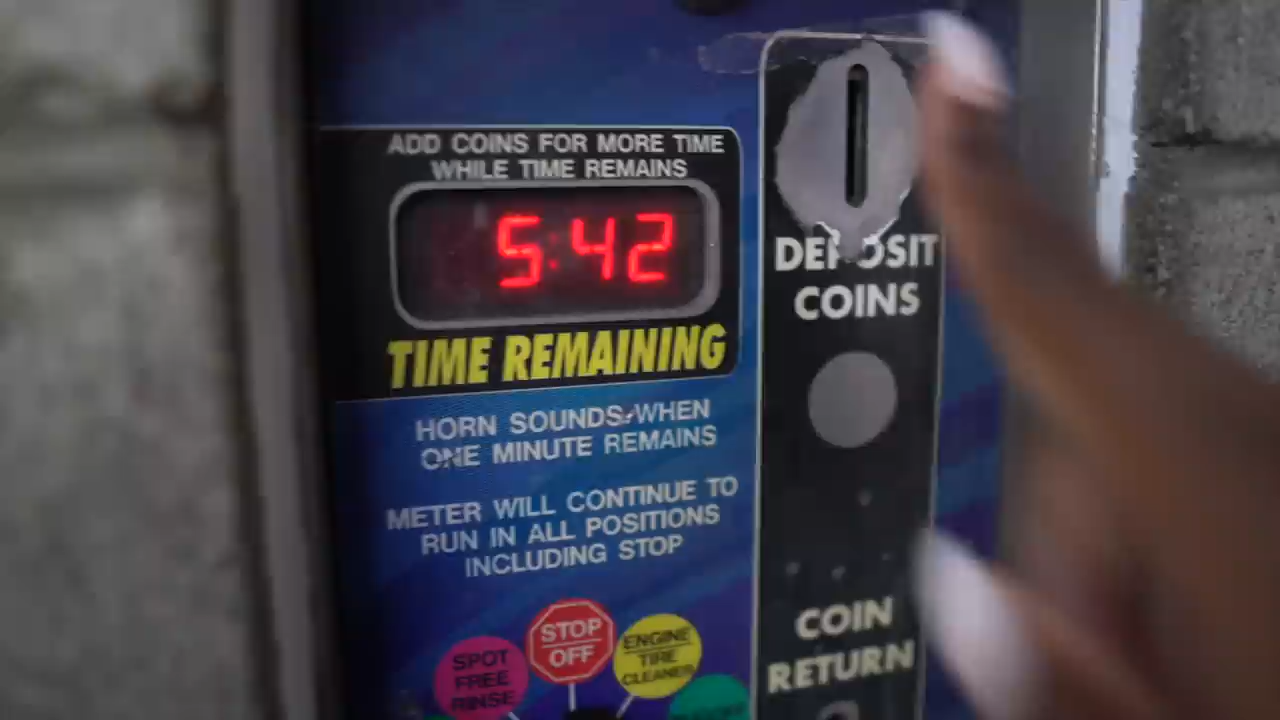 ADD COINS FOR MORE TIME
WHILE TIME REMAINS
5:42
TIME REMAINING
HORN SOUNDS WHEN
ONE MINUTE REMAINS
METER WILL CONTINUE TO
RUN IN ALL POSITIONS
INCLUDING STOP
SPOT
FREE
RINSE
STOP
OFF
ENGINE
TIRE
CLEANER
DEPOSIT
COINS
COIN
RETURN